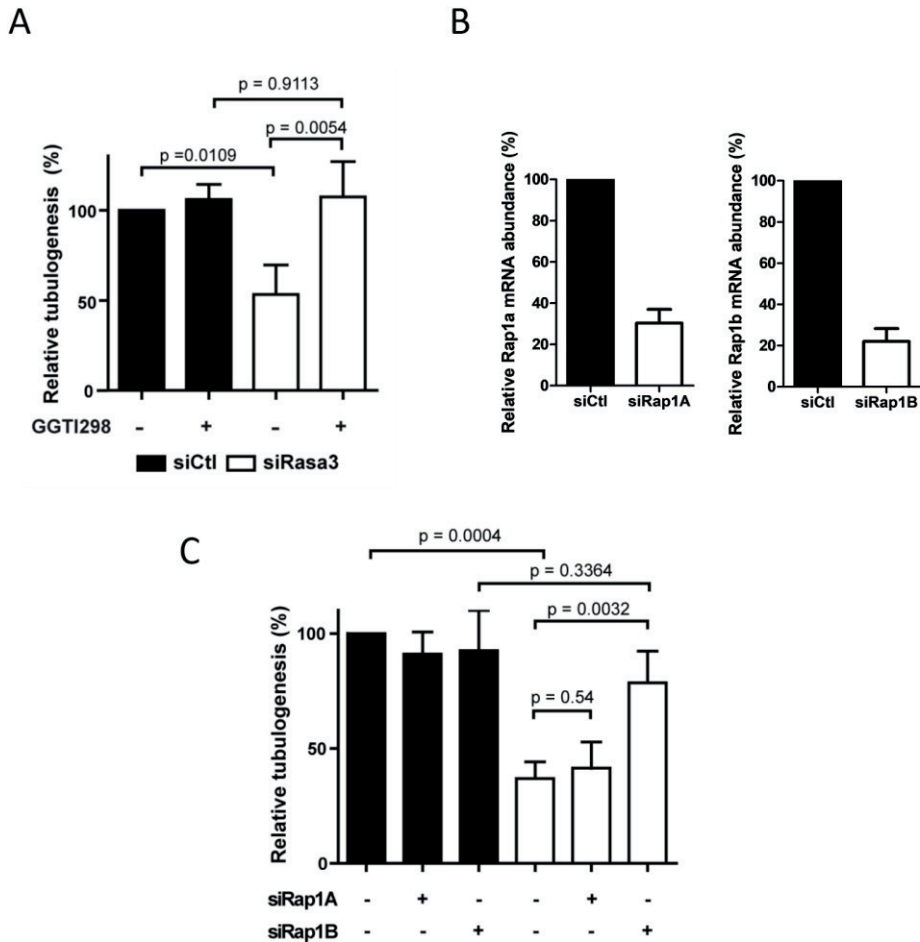 A
Relative tubulogenesis (%)
100
50
0
p = 0.9113
p = 0.0054
p =0.0109
GGTI298 - + - +
siCtl siRasa3
B
Relative Rap1a mRNA abundance (%)
100
80
60
40
20
0
siCtl siRap1A
Relative Rap1b mRNA abundance (%)
100
80
60
40
20
0
siCtl siRap1B
C
Relative tubulogenesis (%)
100
50
0
p = 0.0004
p = 0.3364
p = 0.0032
p = 0.54
siRap1A - + - - + -
siRap1B - - + - - +